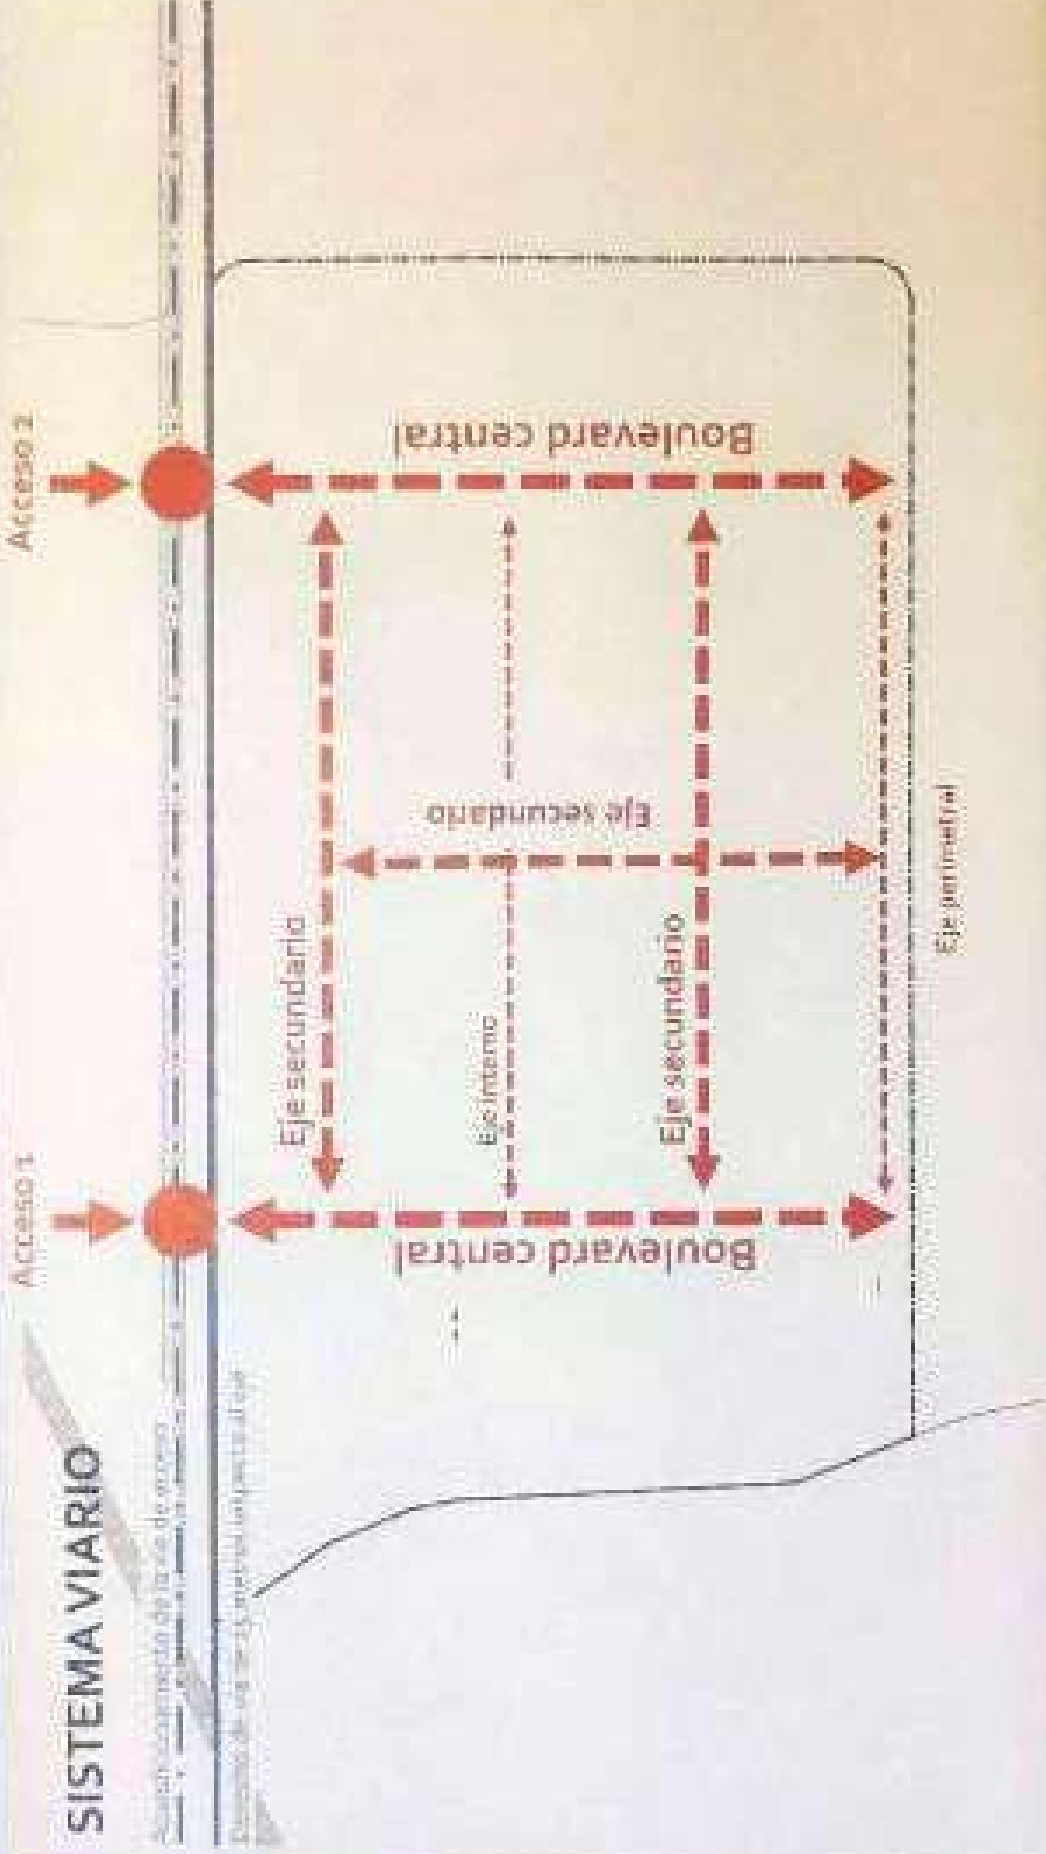 SISTEMA VIARIO
Acceso 1
Acceso 2
Eje secundario
Eje interno
Eje secundario
Eje secundario
Boulevard central
Boulevard central
Eje perimetral